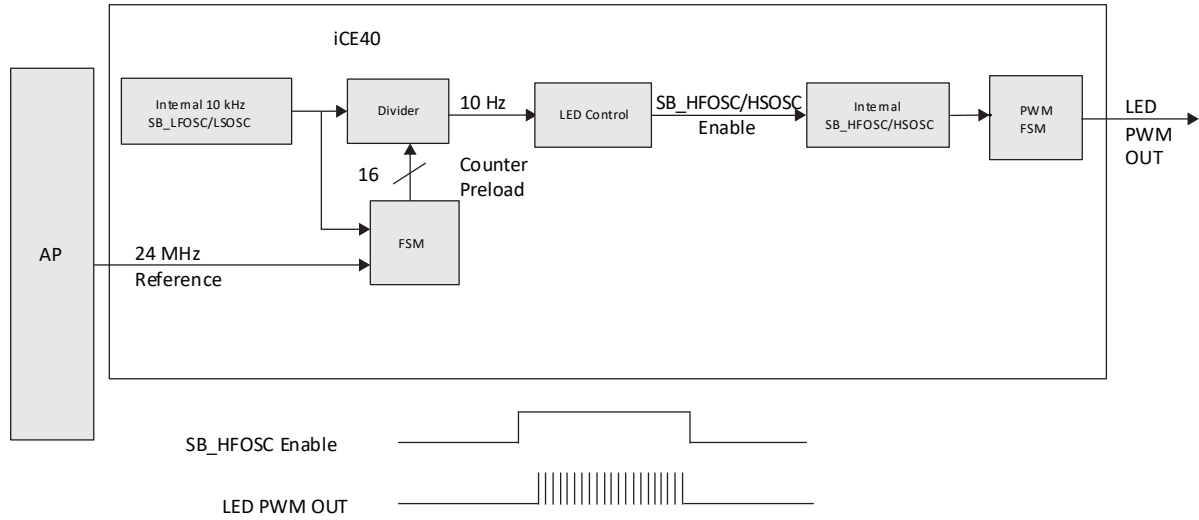 iCE40
Internal 10 kHz
SB_LFOSC/LSOSC
Divider
10 Hz
LED Control
SB_HFOSC/HSOSC
Enable
Internal
SB_HFOSC/HSOSC
PWM
FSM
LED
PWM
OUT
16
Counter
Preload
FSM
AP
24 MHz
Reference
SB_HFOSC Enable
LED PWM OUT